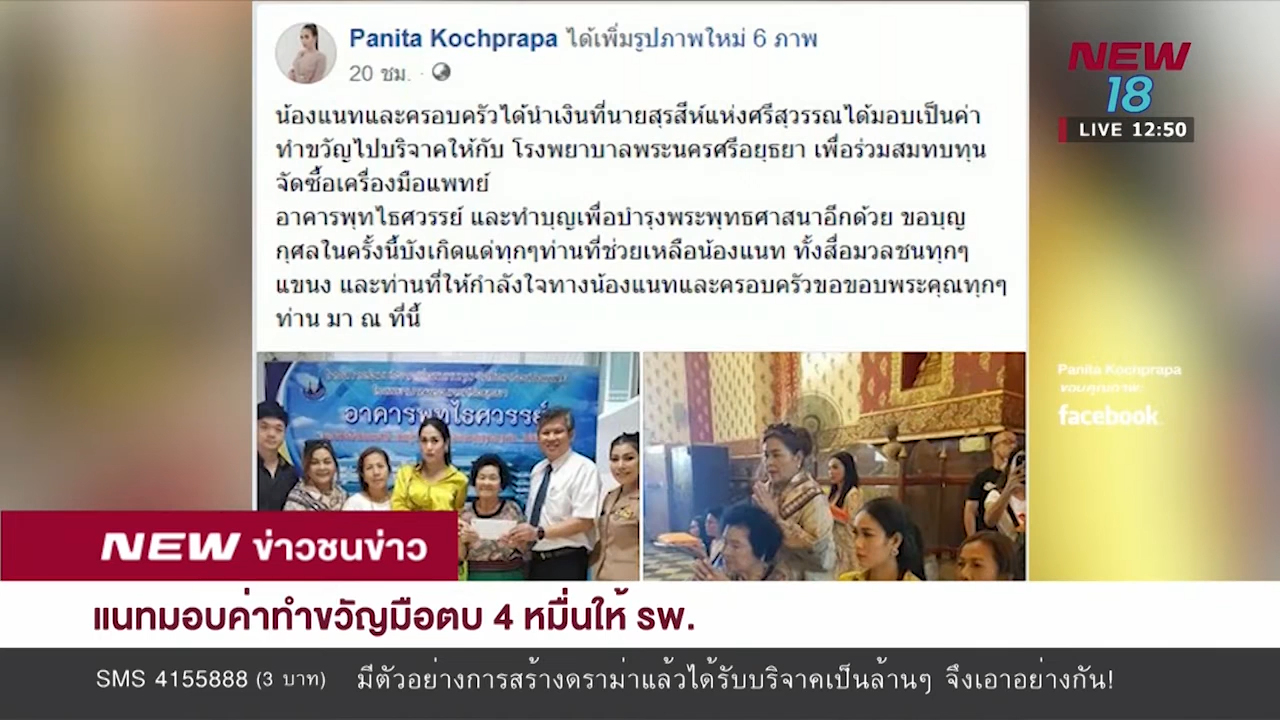 Panita Kochprapa ได้เพิ่มรูปภาพใหม่ 6 ภาพ
20 ชม.
น้องแนทและครอบครัวได้นำเงินที่นายสุรสีห์แห่งศรีสุวรรณได้มอบเป็นค่า
ทำขวัญไปบริจาคให้กับ โรงพยาบาลพระนครศรีอยุธยา เพื่อร่วมสมทบทุน
จัดซื้อเครื่องมือแพทย์
อาคารพุทไธศวรรย์ และทำบุญเพื่อบำรุงพระพุทธศาสนาอีกด้วย ขอบุญ
กุศลในครั้งนี้บังเกิดแด่ทุกๆท่านที่ช่วยเหลือน้องแนท ทั้งสื่อมวลชนทุกๆ
แขนง และท่านที่ให้กำลังใจทางน้องแนทและครอบครัวขอขอบพระคุณทุกๆ
ท่าน มา ณ ที่นี้
NEW
18
LIVE 12:50
Panita Kochprapa
ขอบคุณภาพ:
facebook
อาคารพุทไธศวรรย์
NEW ข่าวชนข่าว
แนทมอบค่าทำขวัญมือตบ 4 หมื่นให้ รพ.
SMS 4155888 (3 บาท) มีตัวอย่างการสร้างดราม่าแล้วได้รับบริจาคเป็นล้านๆ จึงเอาอย่างกัน!